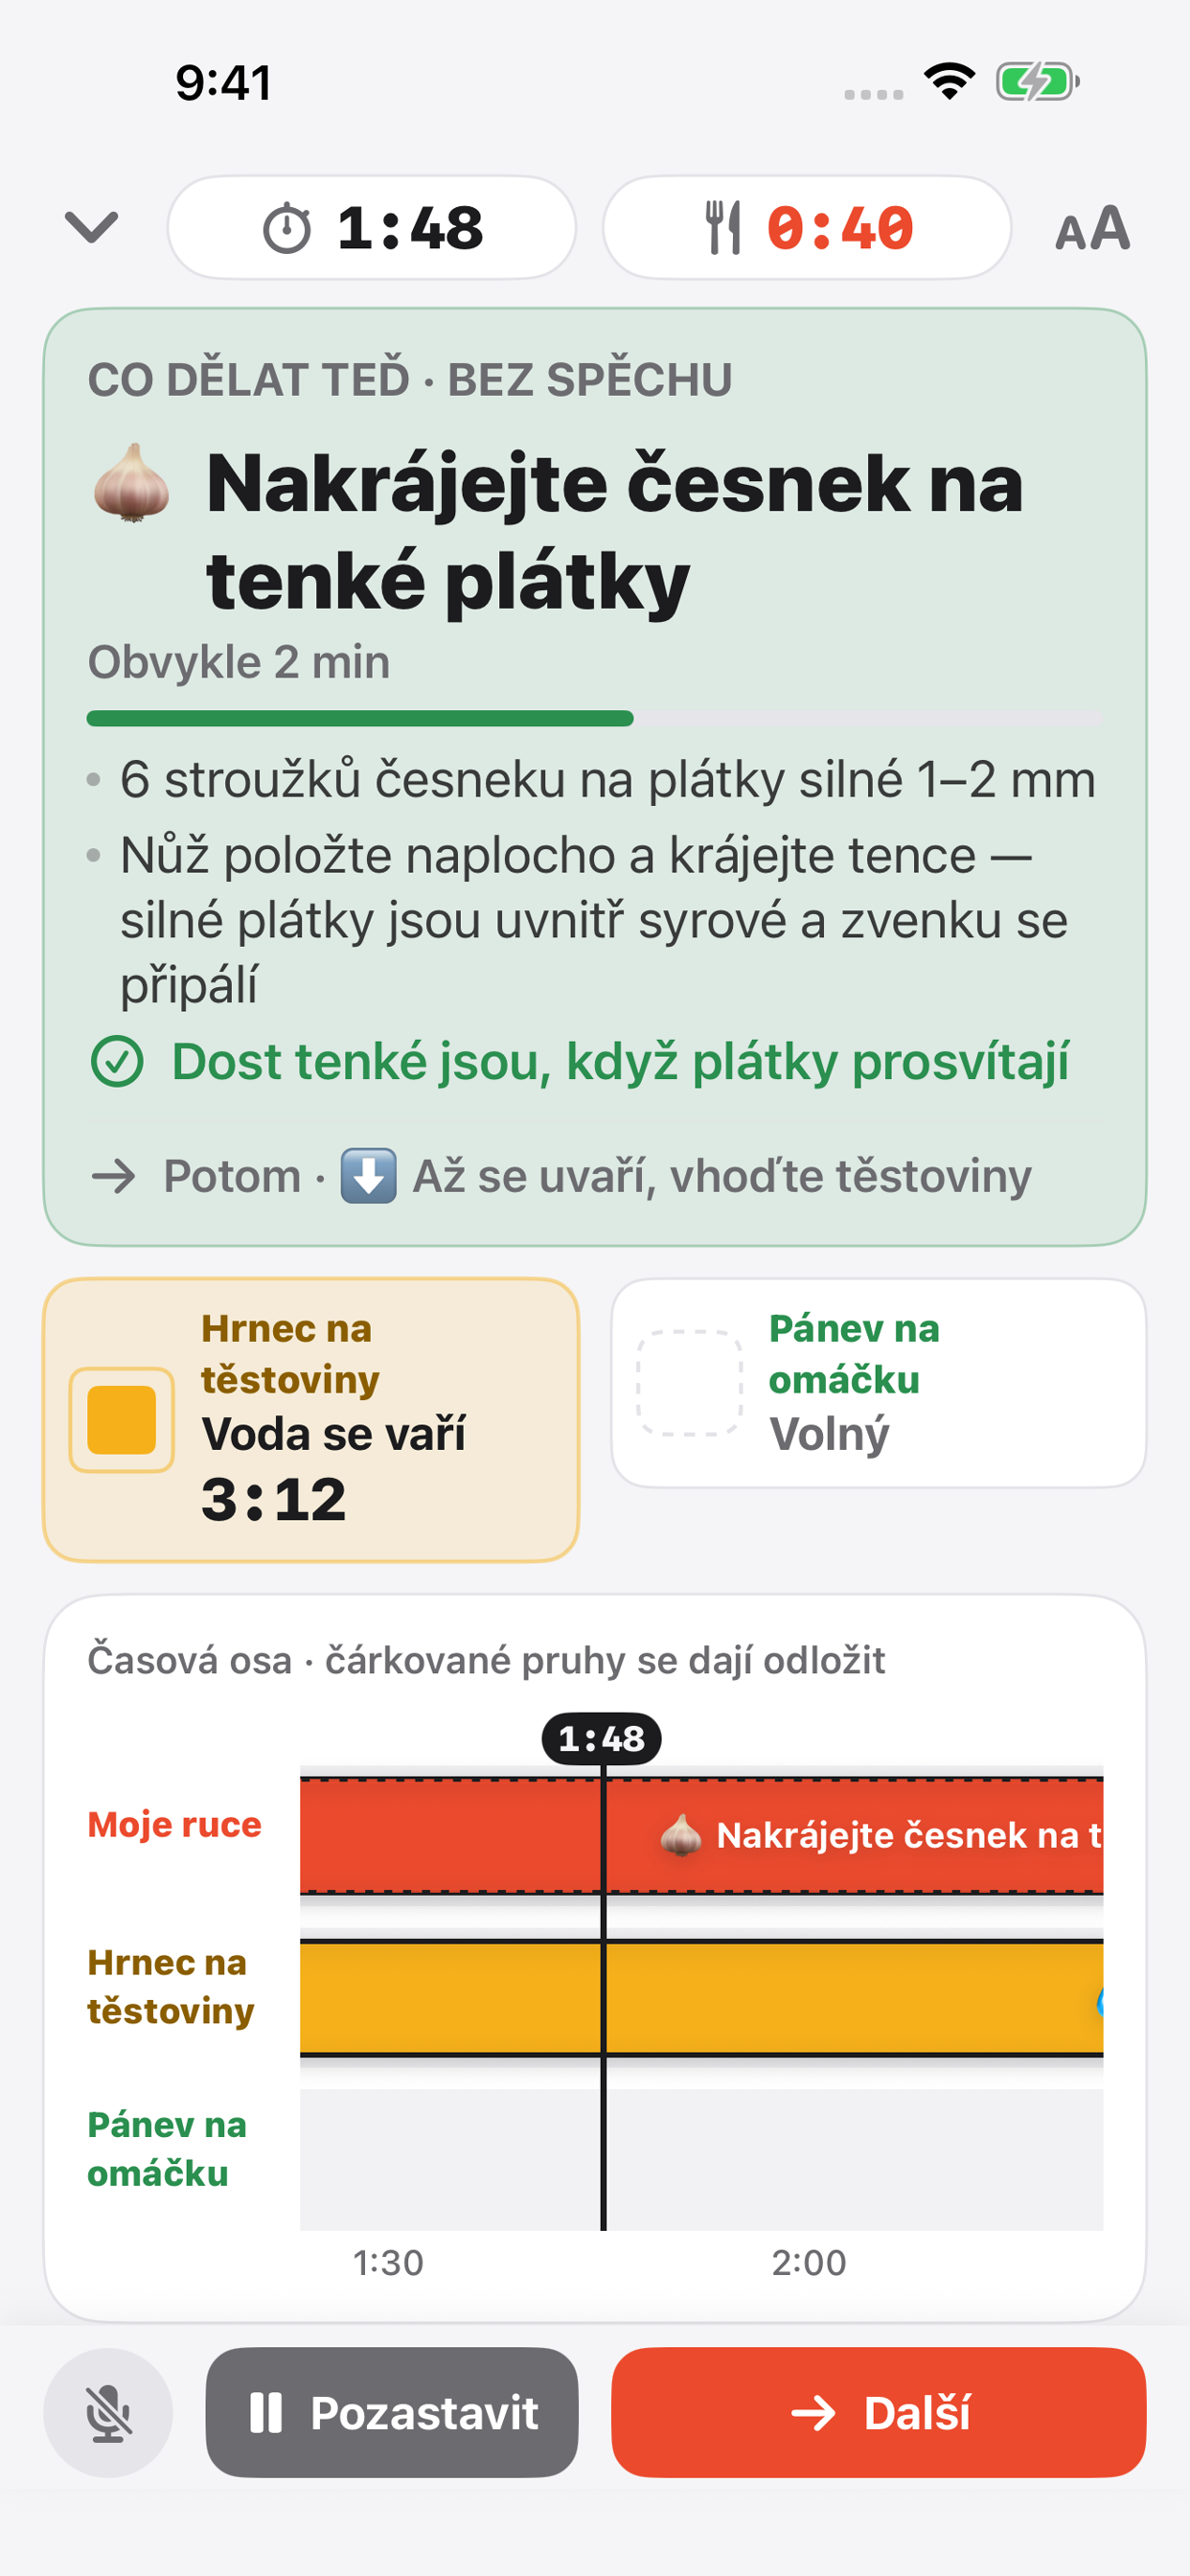 9:41
1:48
0:40
AA
CO DĚLAT TEĎ · BEZ SPĚCHU
Nakrájejte česnek na
tenké plátky
Obvykle 2 min
• 6 stroužků česneku na plátky silné 1–2 mm
• Nůž položte naplocho a krájejte tence —
silné plátky jsou uvnitř syrové a zvenku se
připálí
Dost tenké jsou, když plátky prosvítají
→ Potom · ⬇️ Až se uvaří, vhoďte těstoviny
Hrnec na
těstoviny
Voda se vaří
3:12
Pánev na
omáčku
Volný
Časová osa · čárkované pruhy se dají odložit
1:48
Moje ruce
Nakrájejte česnek na t
Hrnec na
těstoviny
Pánev na
omáčku
1:30
2:00
Pozastavit
→ Další